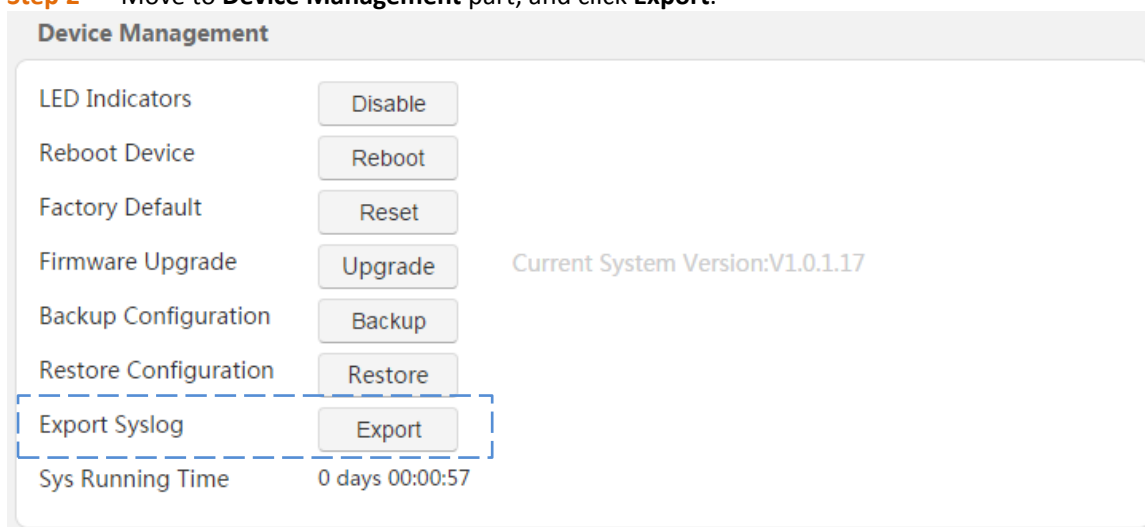 Step 2 Move to Device Management part, and click Export.
Device Management
LED Indicators Disable
Reboot Device Reboot
Factory Default Reset
Firmware Upgrade Upgrade Current System Version:V1.0.1.17
Backup Configuration Backup
Restore Configuration Restore
Export Syslog Export
Sys Running Time 0 days 00:00:57